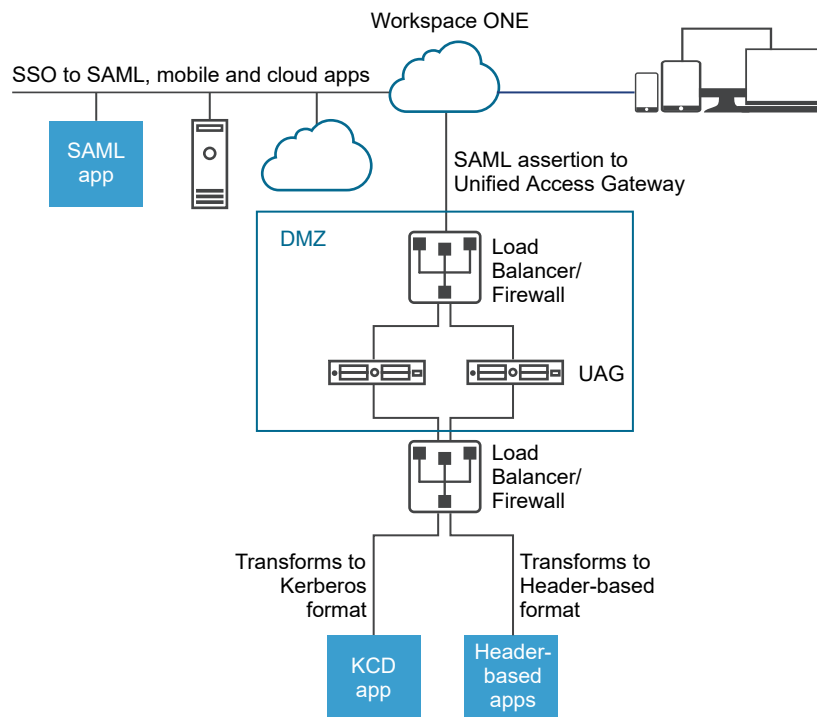 Workspace ONE
SSO to SAML, mobile and cloud apps
SAML
app
SAML assertion to
Unified Access Gateway
DMZ
Load
Balancer/
Firewall
UAG
Load
Balancer/
Firewall
Transforms to
Kerberos
format
Transforms to
Header-based
format
KCD
app
Header-
based
apps